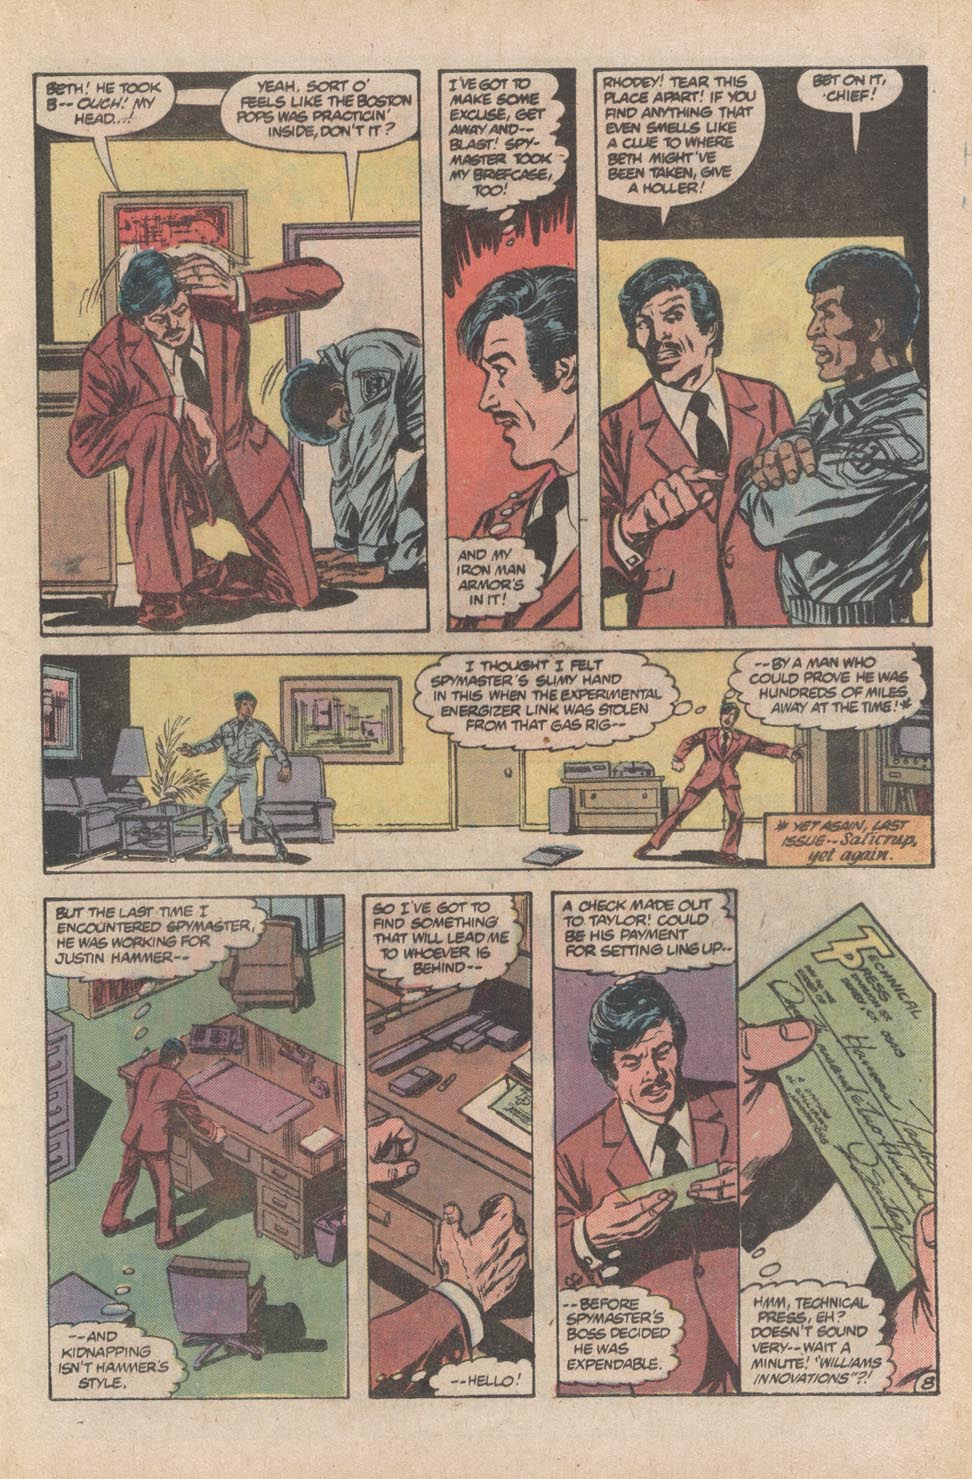 BETH! HE TOOK
B-- OUCH! MY
HEAD...!
YEAH. SORT O'
FEELS LIKE THE BOSTON
POPS WAS PRACTICIN'
INSIDE, DON'T IT?
I'VE GOT TO
MAKE SOME
EXCUSE, GET
AWAY AND--
BLAST! SPY-
MASTER TOOK
MY BRIEFCASE,
TOO!
AND MY
IRON MAN
ARMOR'S
IN IT!
RHODEY! TEAR THIS
PLACE APART! IF YOU
FIND ANYTHING THAT
EVEN SMELLS LIKE
A CLUE TO WHERE
BETH MIGHT'VE
BEEN TAKEN, GIVE
A HOLLER!
BET ON IT,
CHIEF!
I THOUGHT I FELT
SPYMASTER'S SLIMY HAND
IN THIS WHEN THE EXPERIMENTAL
ENERGIZER LINK WAS STOLEN
FROM THAT GAS RIG--
--BY A MAN WHO
COULD PROVE HE WAS
HUNDREDS OF MILES
AWAY AT THE TIME!*
* YET AGAIN, LAST
ISSUE--Salicrup,
yet again.
BUT THE LAST TIME I
ENCOUNTERED SPYMASTER,
HE WAS WORKING FOR
JUSTIN HAMMER--
--AND
KIDNAPPING
ISN'T HAMMER'S
STYLE.
SO I'VE GOT TO
FIND SOMETHING
THAT WILL LEAD ME
TO WHOEVER IS
BEHIND--
--HELLO!
A CHECK MADE OUT
TO TAYLOR! COULD
BE HIS PAYMENT
FOR SETTING LING UP--
--BEFORE
SPYMASTER'S
BOSS DECIDED
HE WAS
EXPENDABLE.
TECHNICAL
PRESS
PAY TO THE
ORDER OF
HMM, TECHNICAL
PRESS, EH?
DOESN'T SOUND
VERY--WAIT A
MINUTE! "WILLIAMS
INNOVATIONS"?!
8